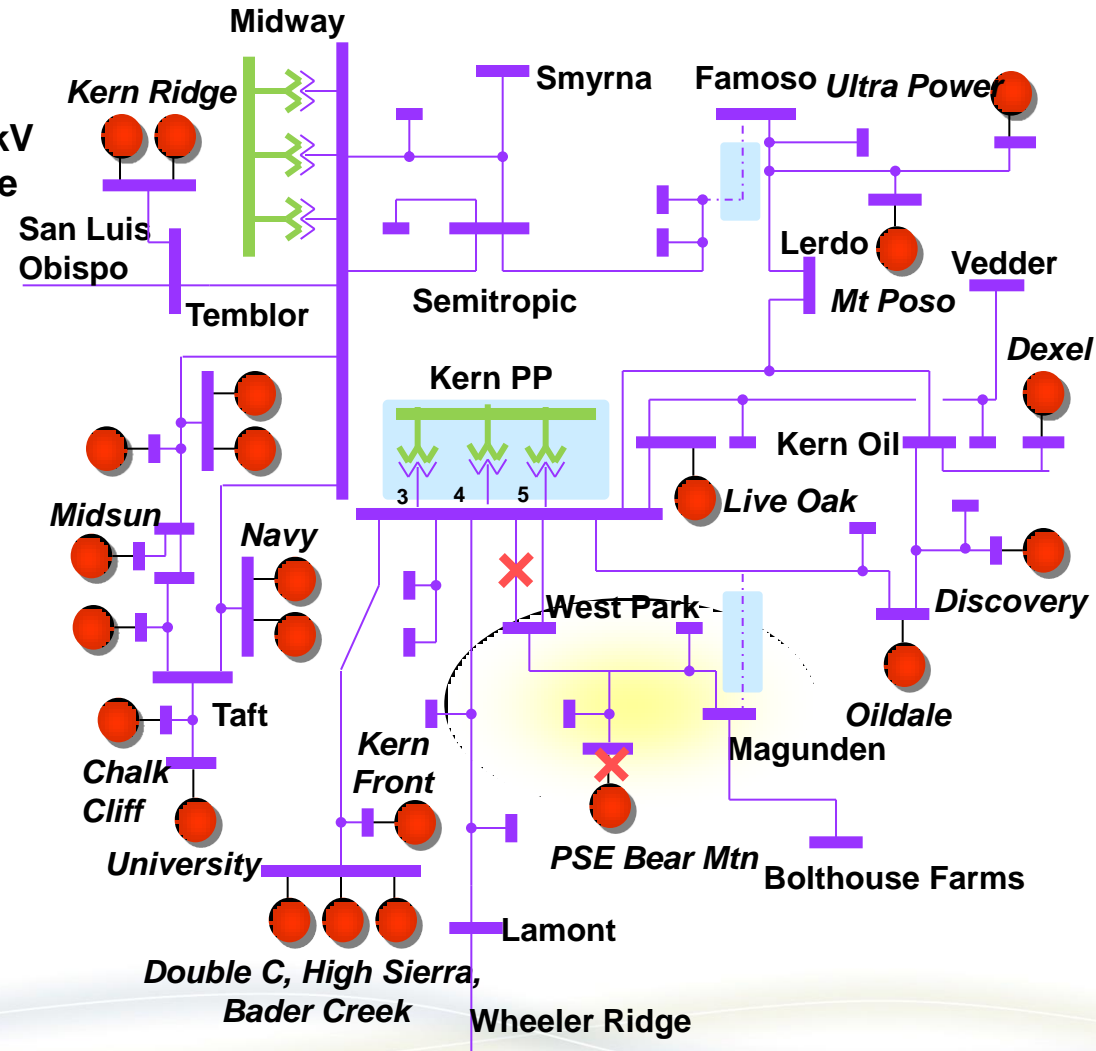 Midway
Smyrna
Famoso
Ultra Power
Kern Ridge
kV
San Luis
Obispo
Lerdo
Vedder
Semitropic
Temblor
Mt Poso
Dexel
Kern PP
Kern Oil
3
4
5
Live Oak
Midsun
Navy
West Park
Discovery
Taft
Oildale
Magunden
Kern
Front
Chalk
Cliff
University
PSE Bear Mtn
Bolthouse Farms
Lamont
Double C, High Sierra,
Bader Creek
Wheeler Ridge